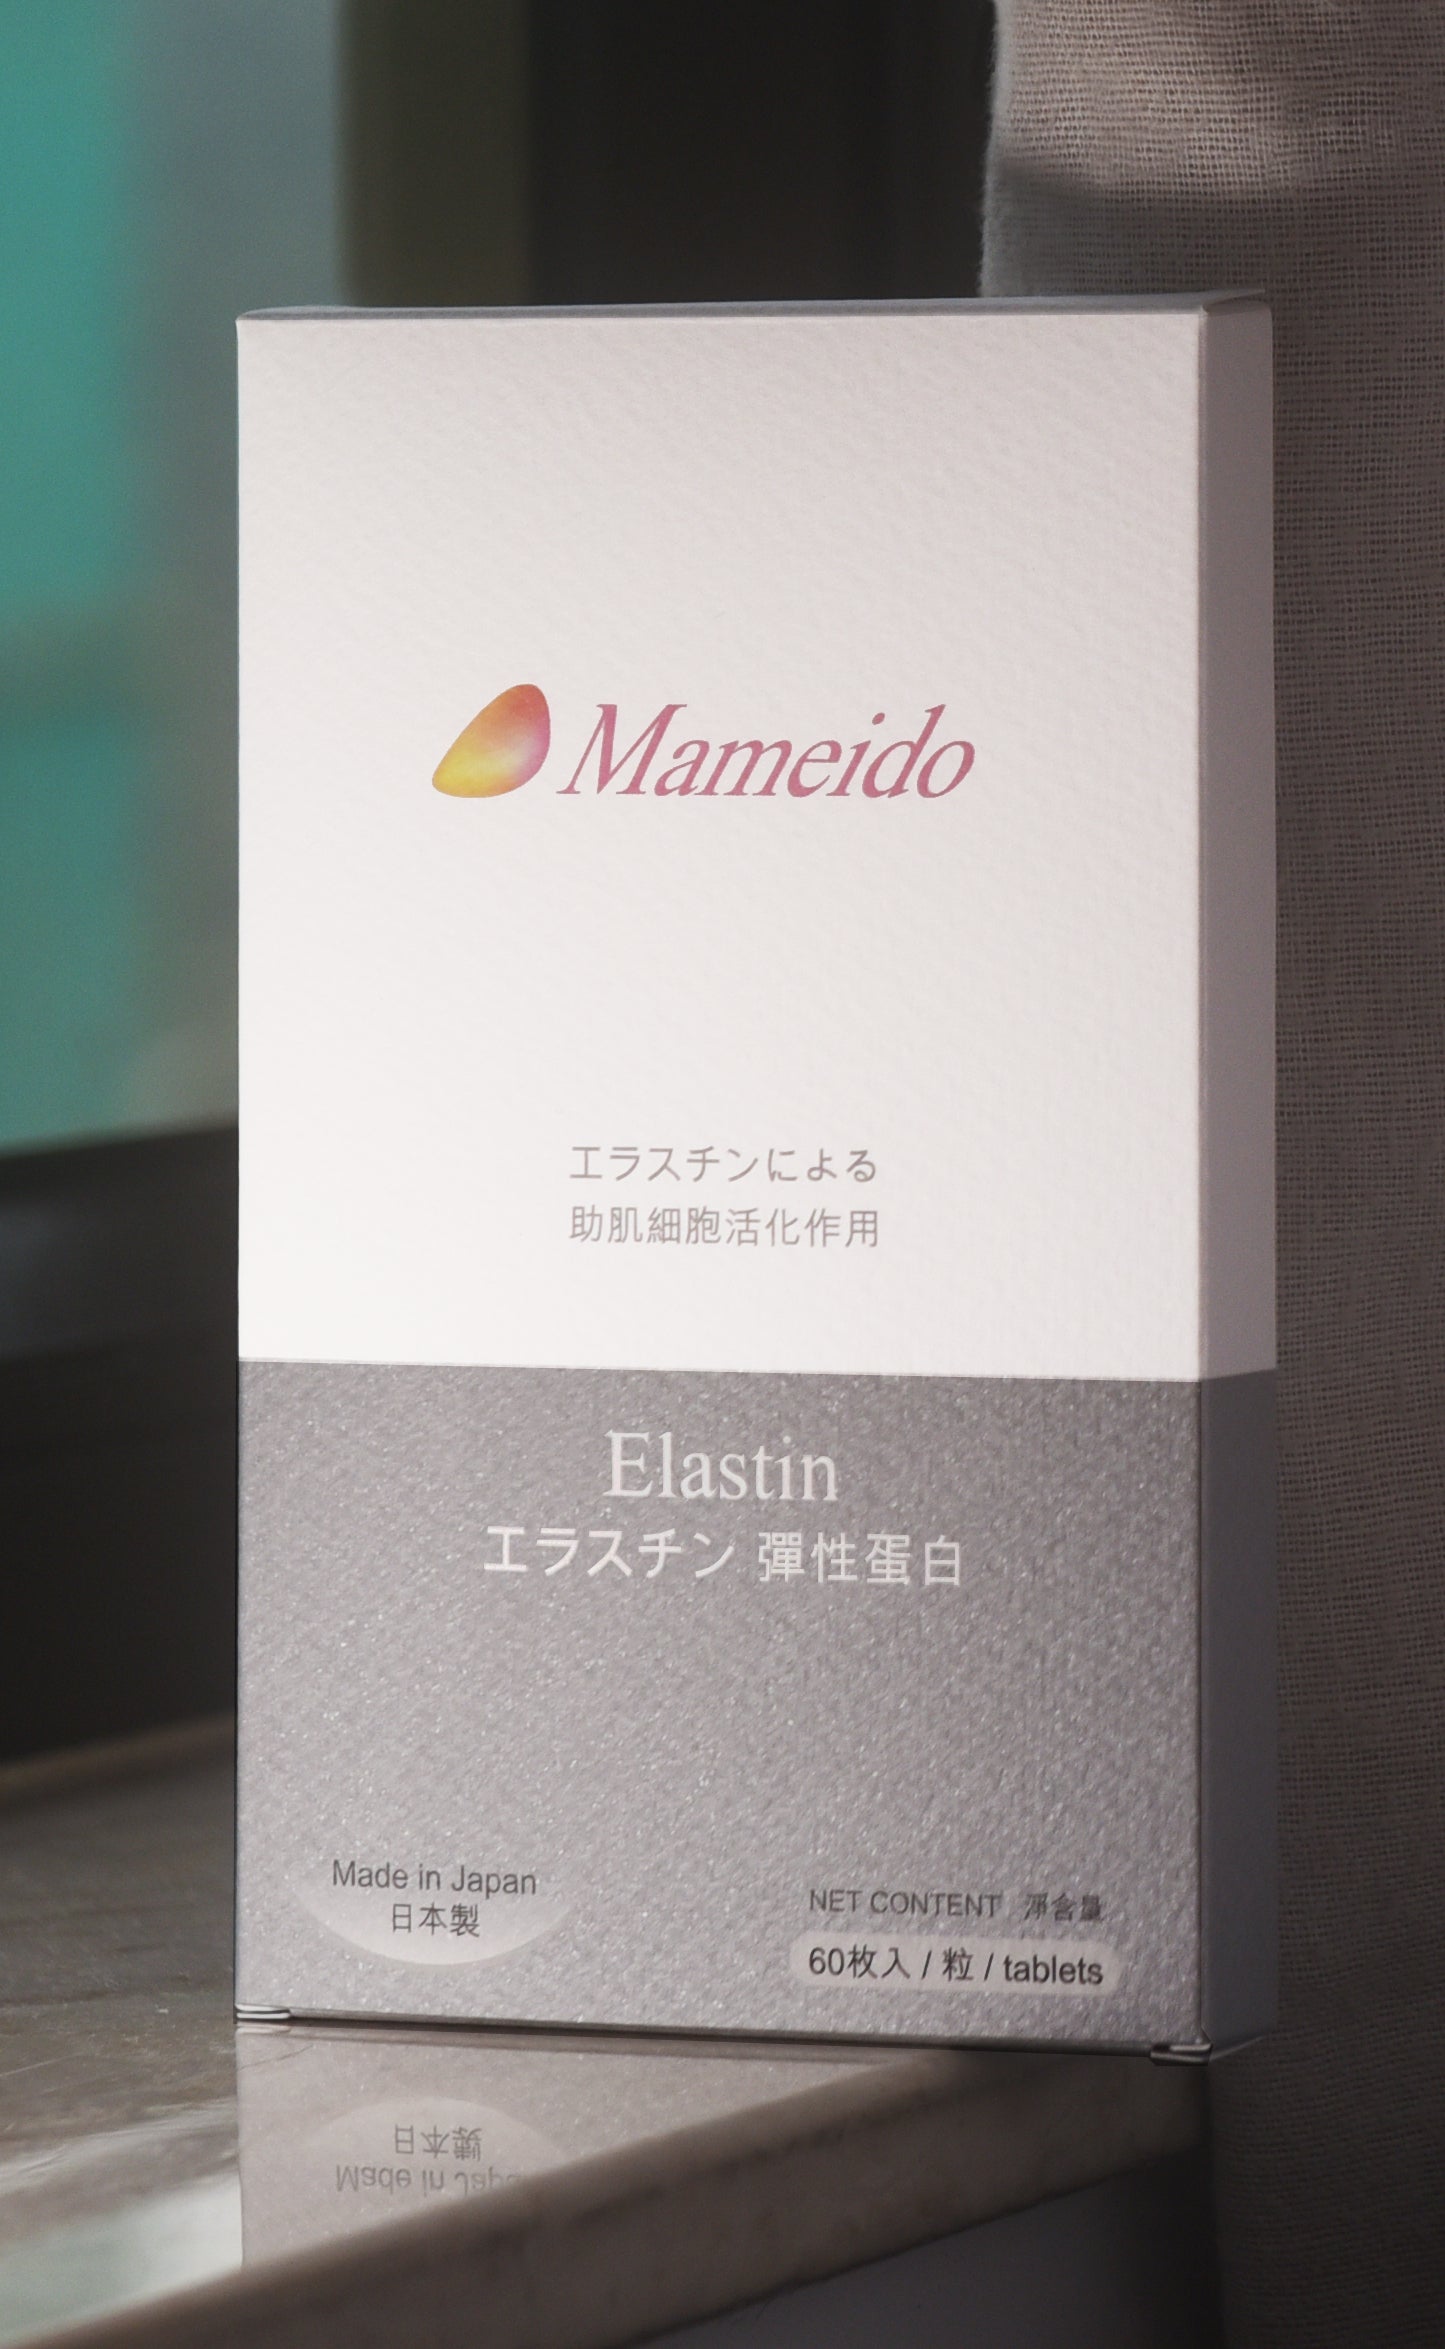 Mameido
エラスチンによる
助肌細胞活化作用
Elastin
エラスチン 彈性蛋白
Made in Japan
日本製
NET CONTENT 淨含量
60枚入 / 粒 / tablets